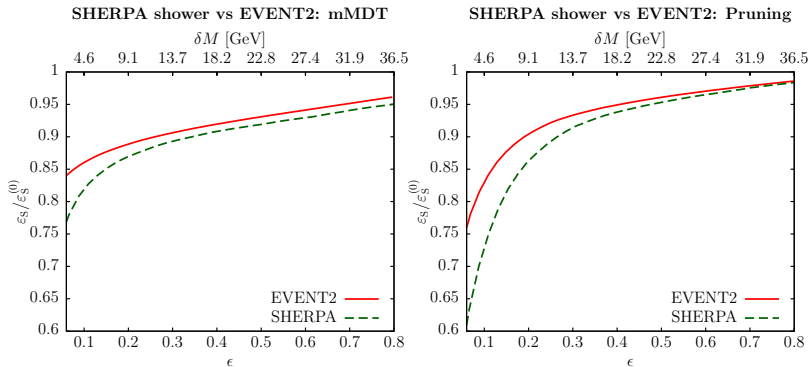 SHERPA shower vs EVENT2: mMDT
δM [GeV]
4.6 9.1 13.7 18.2 22.8 27.4 31.9 36.5
1
0.95
0.9
0.85
0.8
0.75
0.7
0.65
0.6
εS/εS(0)
EVENT2
SHERPA
0.1 0.2 0.3 0.4 0.5 0.6 0.7 0.8
ϵ
SHERPA shower vs EVENT2: Pruning
δM [GeV]
4.6 9.1 13.7 18.2 22.8 27.4 31.9 36.5
1
0.95
0.9
0.85
0.8
0.75
0.7
0.65
0.6
εS/εS(0)
EVENT2
SHERPA
0.1 0.2 0.3 0.4 0.5 0.6 0.7 0.8
ϵ